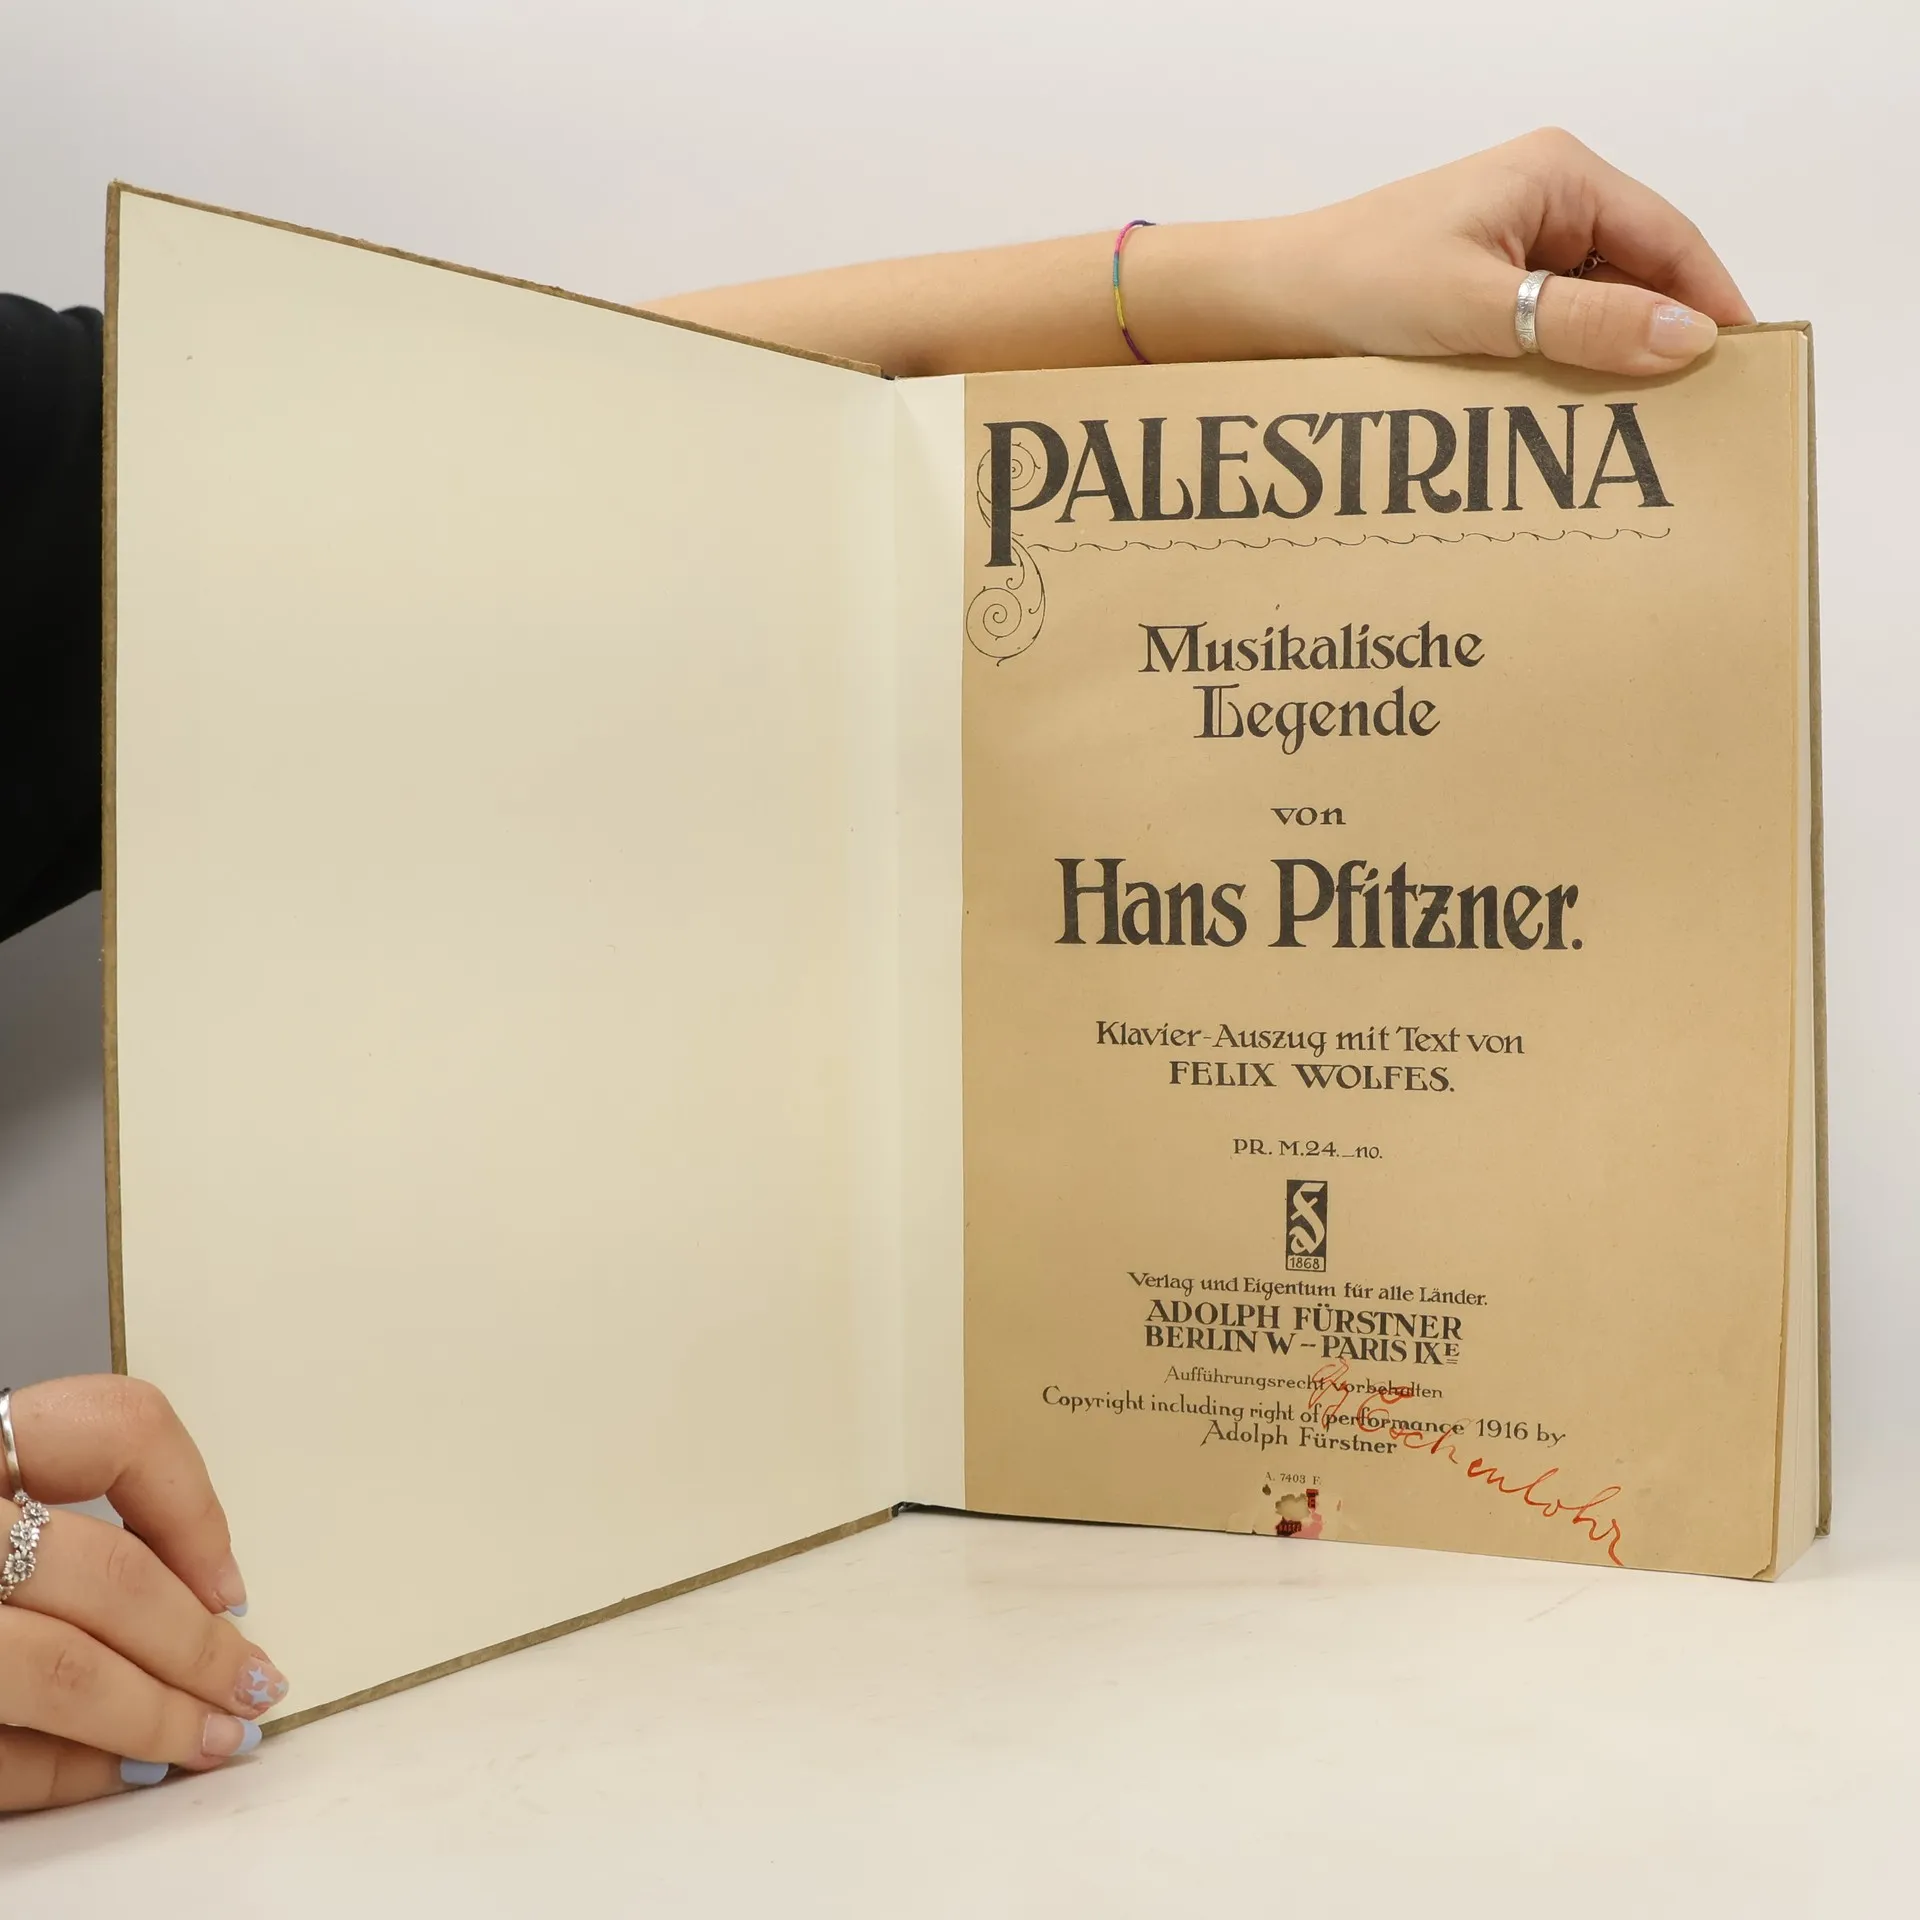 PALESTRINA
Musikalische
Legende
von
Hans Pfitzner.
Klavier-Auszug mit Text von
FELIX WOLFES.
PR. M.24._no.
1868
Verlag und Eigentum für alle Länder.
ADOLPH FÜRSTNER
BERLIN W – PARIS IXE
Aufführungsrecht vorbehalten
Copyright including right of performance 1916 by
Adolph Fürstner
A. 7403 F.